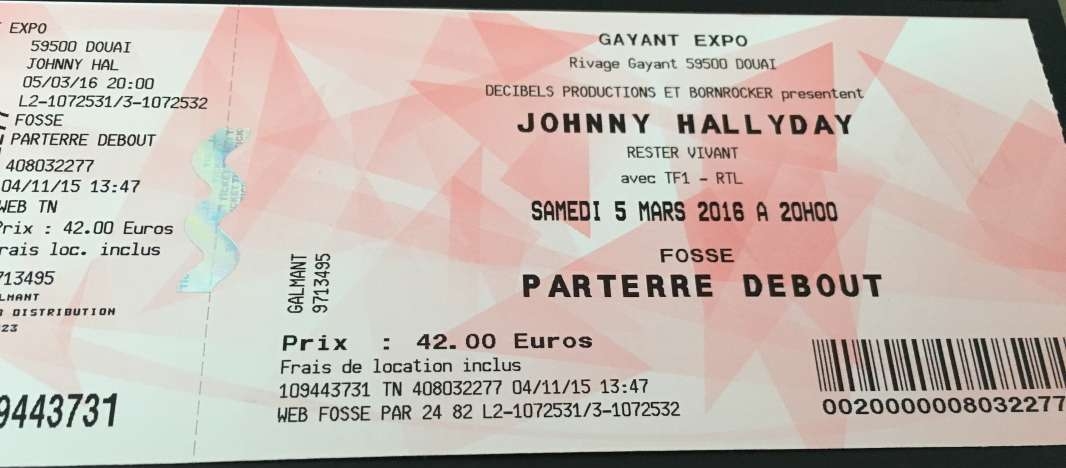 EXPO
59500 DOUAI
JOHNNY HAL
05/03/16 20:00
L2-1072531/3-1072532
FOSSE
PARTERRE DEBOUT
408032277
04/11/15 13:47
WEB TN
Prix : 42.00 Euros
rais loc. inclus
713495
LMANT
DISTRIBUTION
23
9443731
GAYANT EXPO
Rivage Gayant 59500 DOUAI
DECIBELS PRODUCTIONS ET BORNROCKER presentent
JOHNNY HALLYDAY
RESTER VIVANT
avec TF1 - RTL
SAMEDI 5 MARS 2016 A 20H00
FOSSE
PARTERRE DEBOUT
GALMANT
9713495
Prix : 42.00 Euros
Frais de location inclus
109443731 TN 408032277 04/11/15 13:47
WEB FOSSE PAR 24 82 L2-1072531/3-1072532
0020000008032277